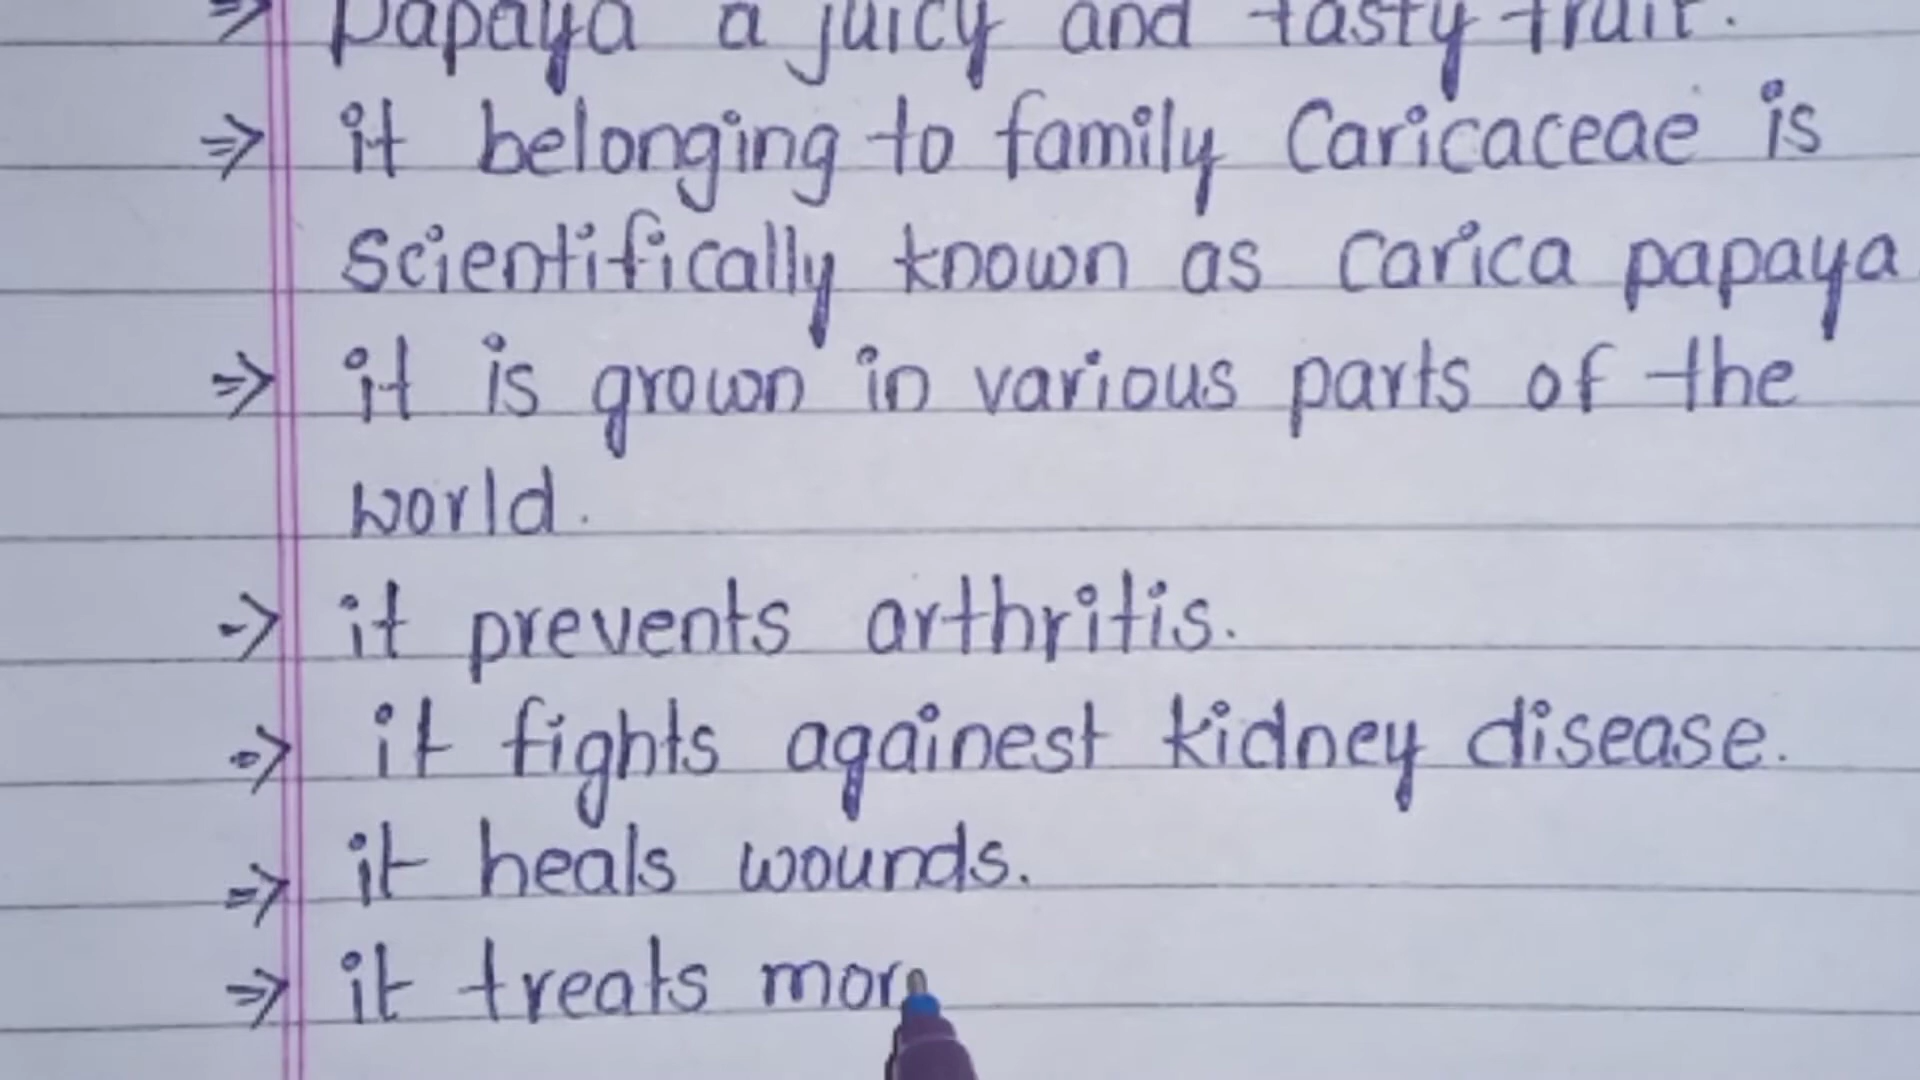 ⇒ Papaya a juicy and tasty fruit.
⇒ it belonging to family Caricaceae is
scientifically known as carica papaya
⇒ it is grown in various parts of the
world.
⇒ it prevents arthritis.
⇒ it fights againest kidney disease.
⇒ it heals wounds.
⇒ it treats mor